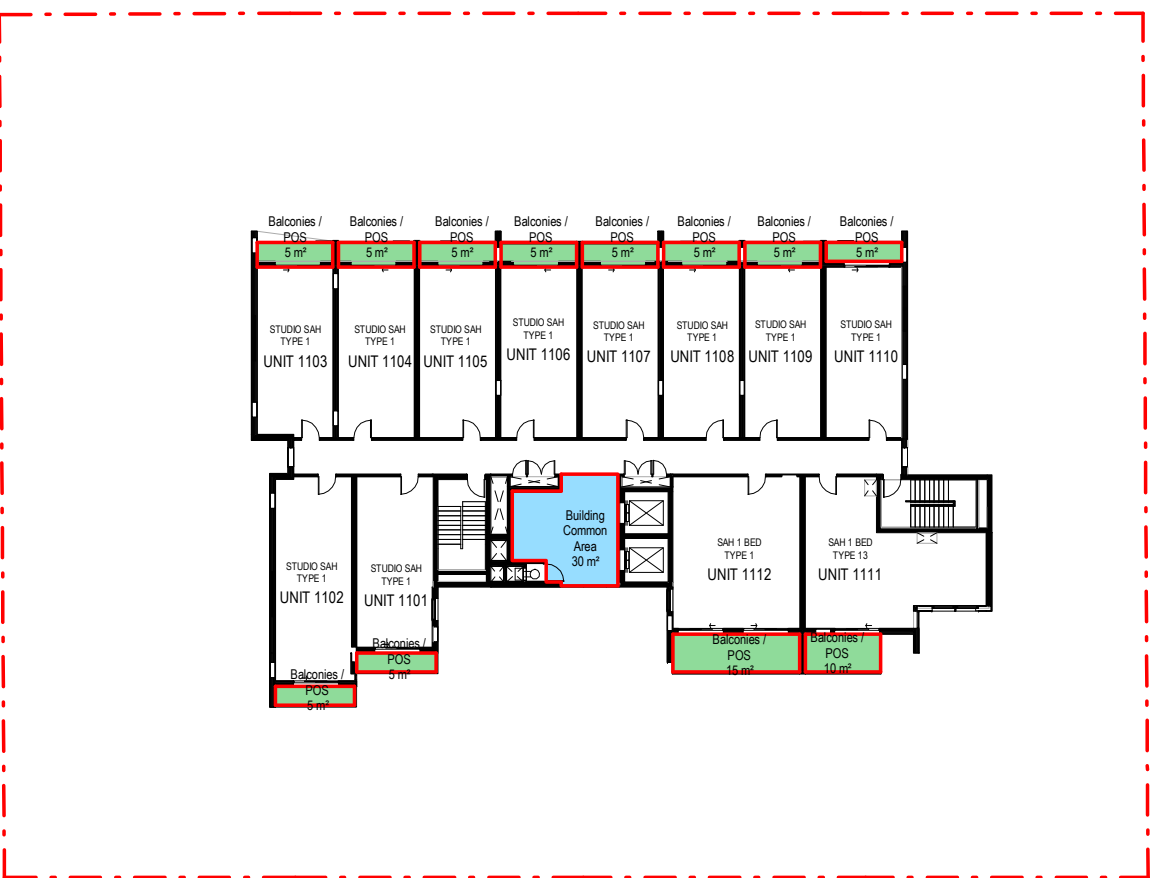 Balconies /
POS
5 m²
Balconies /
POS
5 m²
Balconies /
POS
5 m²
Balconies /
POS
5 m²
Balconies /
POS
5 m²
Balconies /
POS
5 m²
Balconies /
POS
5 m²
Balconies /
POS
5 m²
STUDIO SAH
TYPE 1
UNIT 1103
STUDIO SAH
TYPE 1
UNIT 1104
STUDIO SAH
TYPE 1
UNIT 1105
STUDIO SAH
TYPE 1
UNIT 1106
STUDIO SAH
TYPE 1
UNIT 1107
STUDIO SAH
TYPE 1
UNIT 1108
STUDIO SAH
TYPE 1
UNIT 1109
STUDIO SAH
TYPE 1
UNIT 1110
STUDIO SAH
TYPE 1
UNIT 1102
STUDIO SAH
TYPE 1
UNIT 1101
Building
Common
Area
30 m²
SAH 1 BED
TYPE 1
UNIT 1112
SAH 1 BED
TYPE 13
UNIT 1111
Balconies /
POS
5 m²
Balconies /
POS
5 m²
Balconies /
POS
15 m²
Balconies /
POS
10 m²